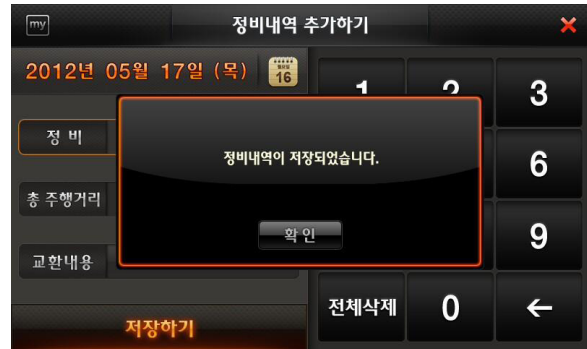 my 정비내역 추가하기
2012년 05월 17일 (목) 16
1 2 3
정 비
정비내역이 저장되었습니다.
6
총 주행거리
확 인
9
교환내용
전체삭제 0 ←
저장하기